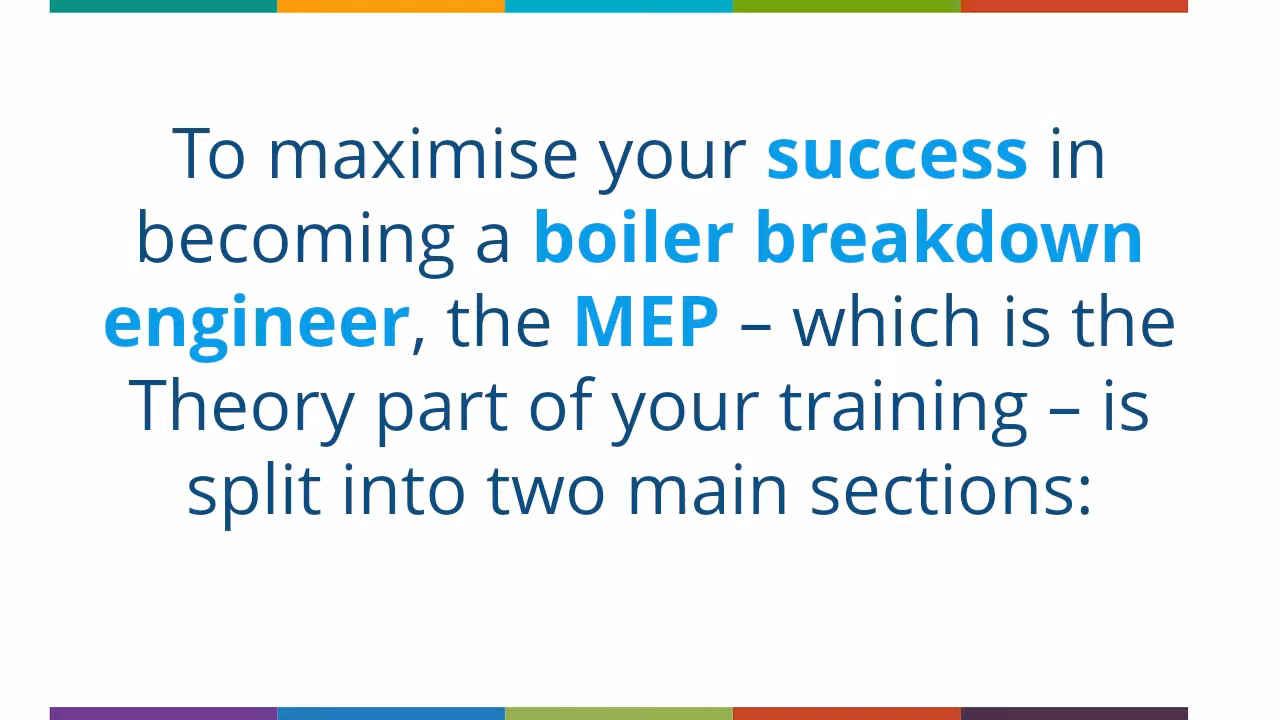 To maximise your success in
becoming a boiler breakdown
engineer, the MEP – which is the
Theory part of your training – is
split into two main sections: